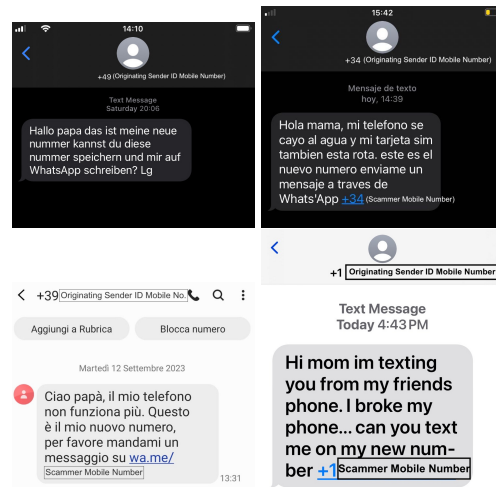 14:10
+49 (Originating Sender ID Mobile Number)
Text Message
Saturday 20:06
Hallo papa das ist meine neue
nummer kannst du diese
nummer speichern und mir auf
WhatsApp schreiben? Lg
15:42
+34 (Originating Sender ID Mobile Number)
Mensaje de texto
hoy, 14:39
Hola mama, mi telefono se
cayo al agua y mi tarjeta sim
tambien esta rota. este es el
nuevo numero enviame un
mensaje a traves de
Whats'App +34 (Scammer Mobile Number)
+39 Originating Sender ID Mobile No.
Aggiungi a Rubrica Blocca numero
Martedì 12 Settembre 2023
Ciao papà, il mio telefono
non funziona più. Questo
è il mio nuovo numero,
per favore mandami un
messaggio su wa.me/
Scammer Mobile Number
13:31
+1 Originating Sender ID Mobile Number
Text Message
Today 4:43 PM
Hi mom im texting
you from my friends
phone. I broke my
phone... can you text
me on my new num-
ber +1 Scammer Mobile Number